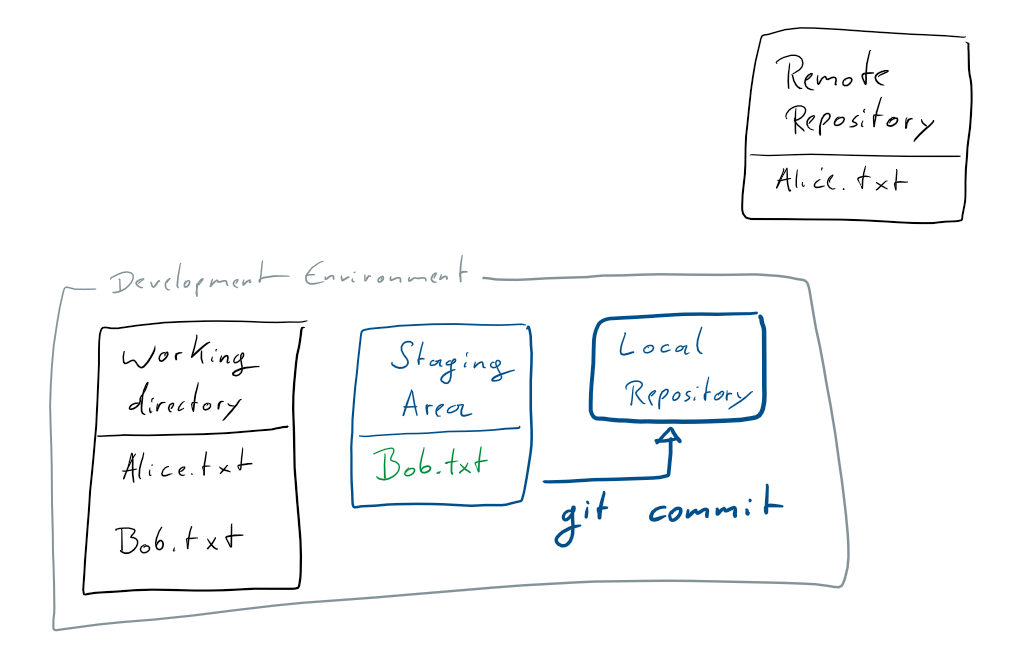 Remote
Repository
Alice.txt
Development Environment
Working
directory
Alice.txt
Bob.txt
Staging
Area
Bob.txt
Local
Repository
git commit